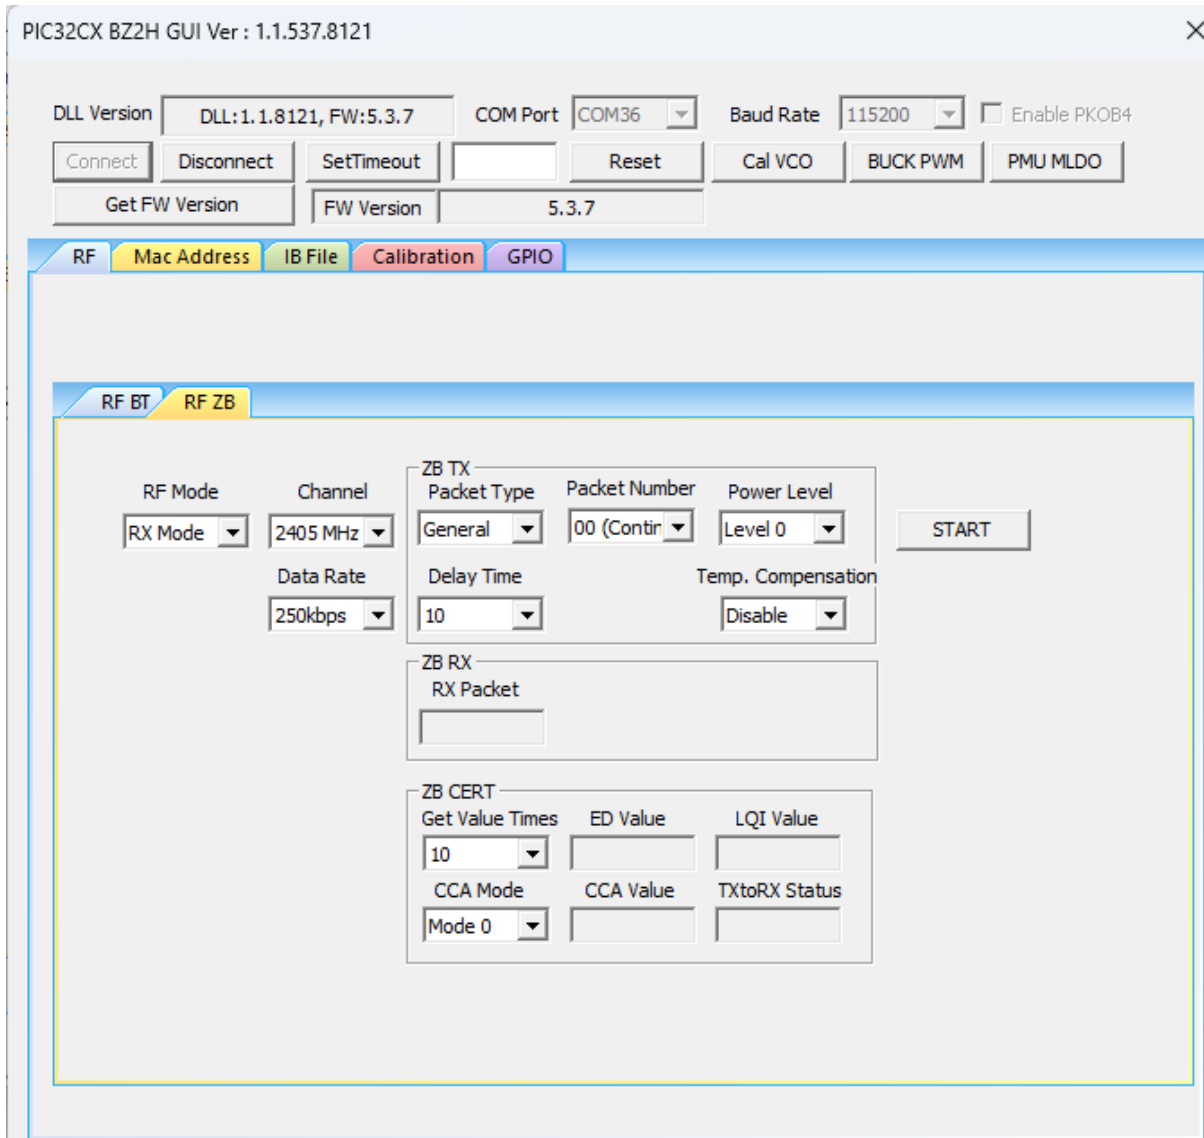 PIC32CX BZ2H GUI Ver : 1.1.537.8121
DLL Version DLL:1.1.8121, FW:5.3.7 COM Port COM36 Baud Rate 115200 Enable PKOB4
Connect Disconnect SetTimeout Reset Cal VCO BUCK PWM PMU MLDO
Get FW Version FW Version 5.3.7
RF Mac Address IB File Calibration GPIO
RF BT RF ZB
ZB TX
RF Mode Channel Packet Type Packet Number Power Level
RX Mode 2405 MHz General 00 (Contin Level 0 START
Data Rate Delay Time Temp. Compensation
250kbps 10 Disable
ZB RX
RX Packet
ZB CERT
Get Value Times ED Value LQI Value
10
CCA Mode CCA Value TXtoRX Status
Mode 0